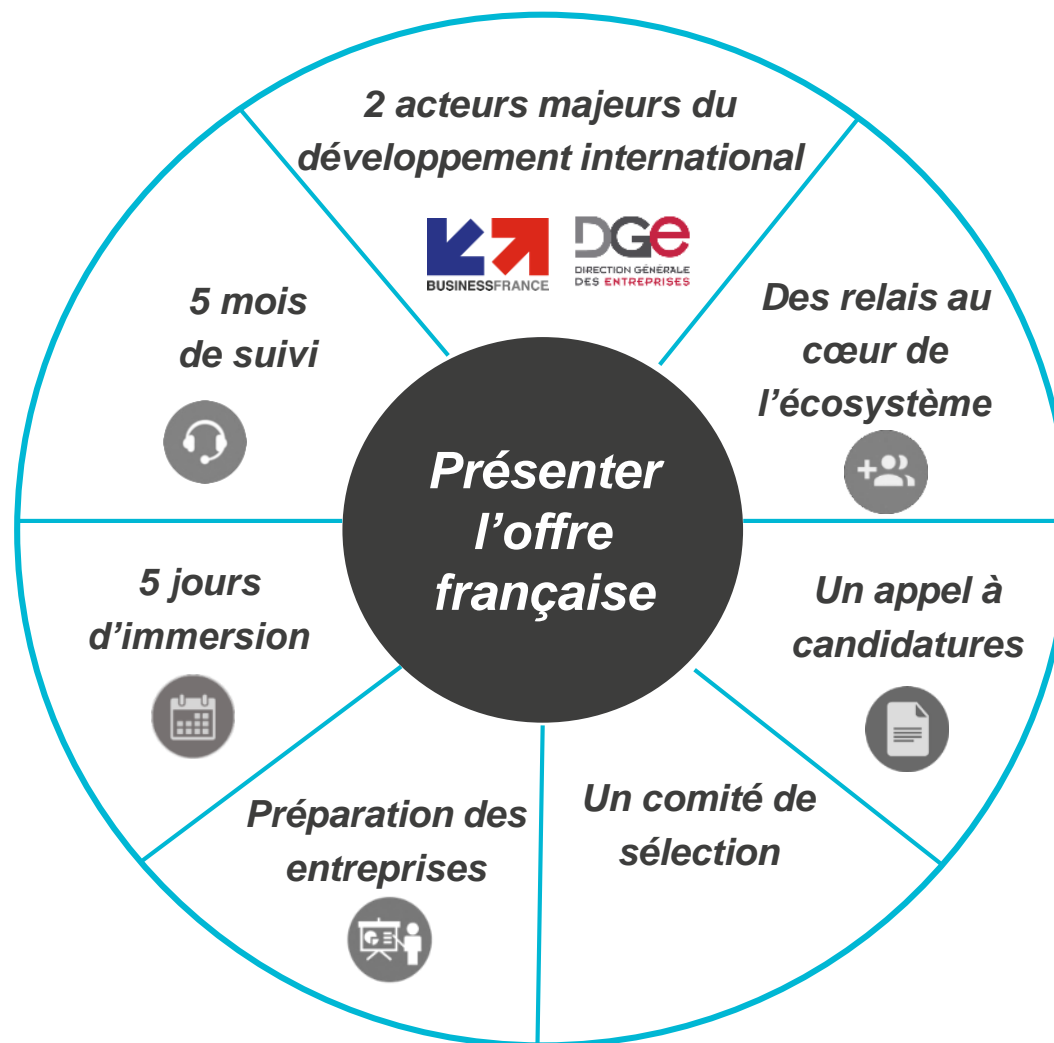 2 acteurs majeurs du
développement international
BUSINESSFRANCE
DGe
DIRECTION GÉNÉRALE
DES ENTREPRISES
Des relais au
cœur de
l’écosystème
Un appel à
candidatures
Un comité de
sélection
Préparation des
entreprises
5 jours
d’immersion
5 mois
de suivi
Présenter
l’offre
française